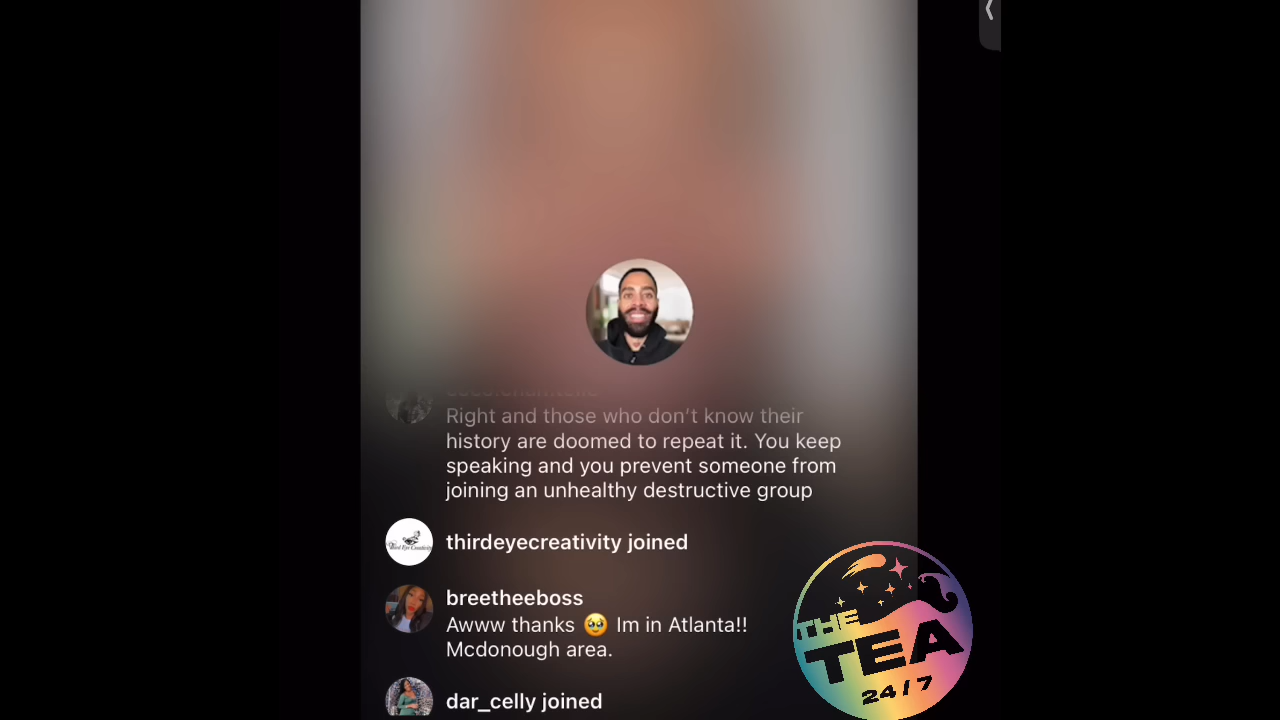 Right and those who don't know their
history are doomed to repeat it. You keep
speaking and you prevent someone from
joining an unhealthy destructive group
thirdeyecreativity joined
breetheeboss
Awww thanks 🥹 Im in Atlanta!!
Mcdonough area.
dar_celly joined
THE
TEA
24/7